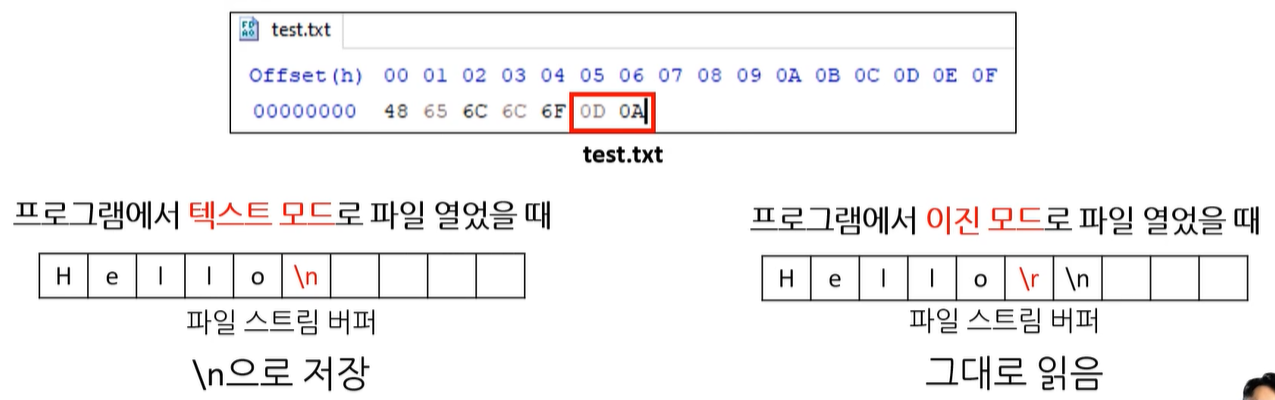 test.txt
Offset(h) 00 01 02 03 04 05 06 07 08 09 0A 0B 0C 0D 0E 0F
00000000 48 65 6C 6C 6F 0D 0A
test.txt
프로그램에서 텍스트 모드로 파일 열었을 때
H e l l o \n
파일 스트림 버퍼
\n으로 저장
프로그램에서 이진 모드로 파일 열었을 때
H e l l o \r \n
파일 스트림 버퍼
그대로 읽음